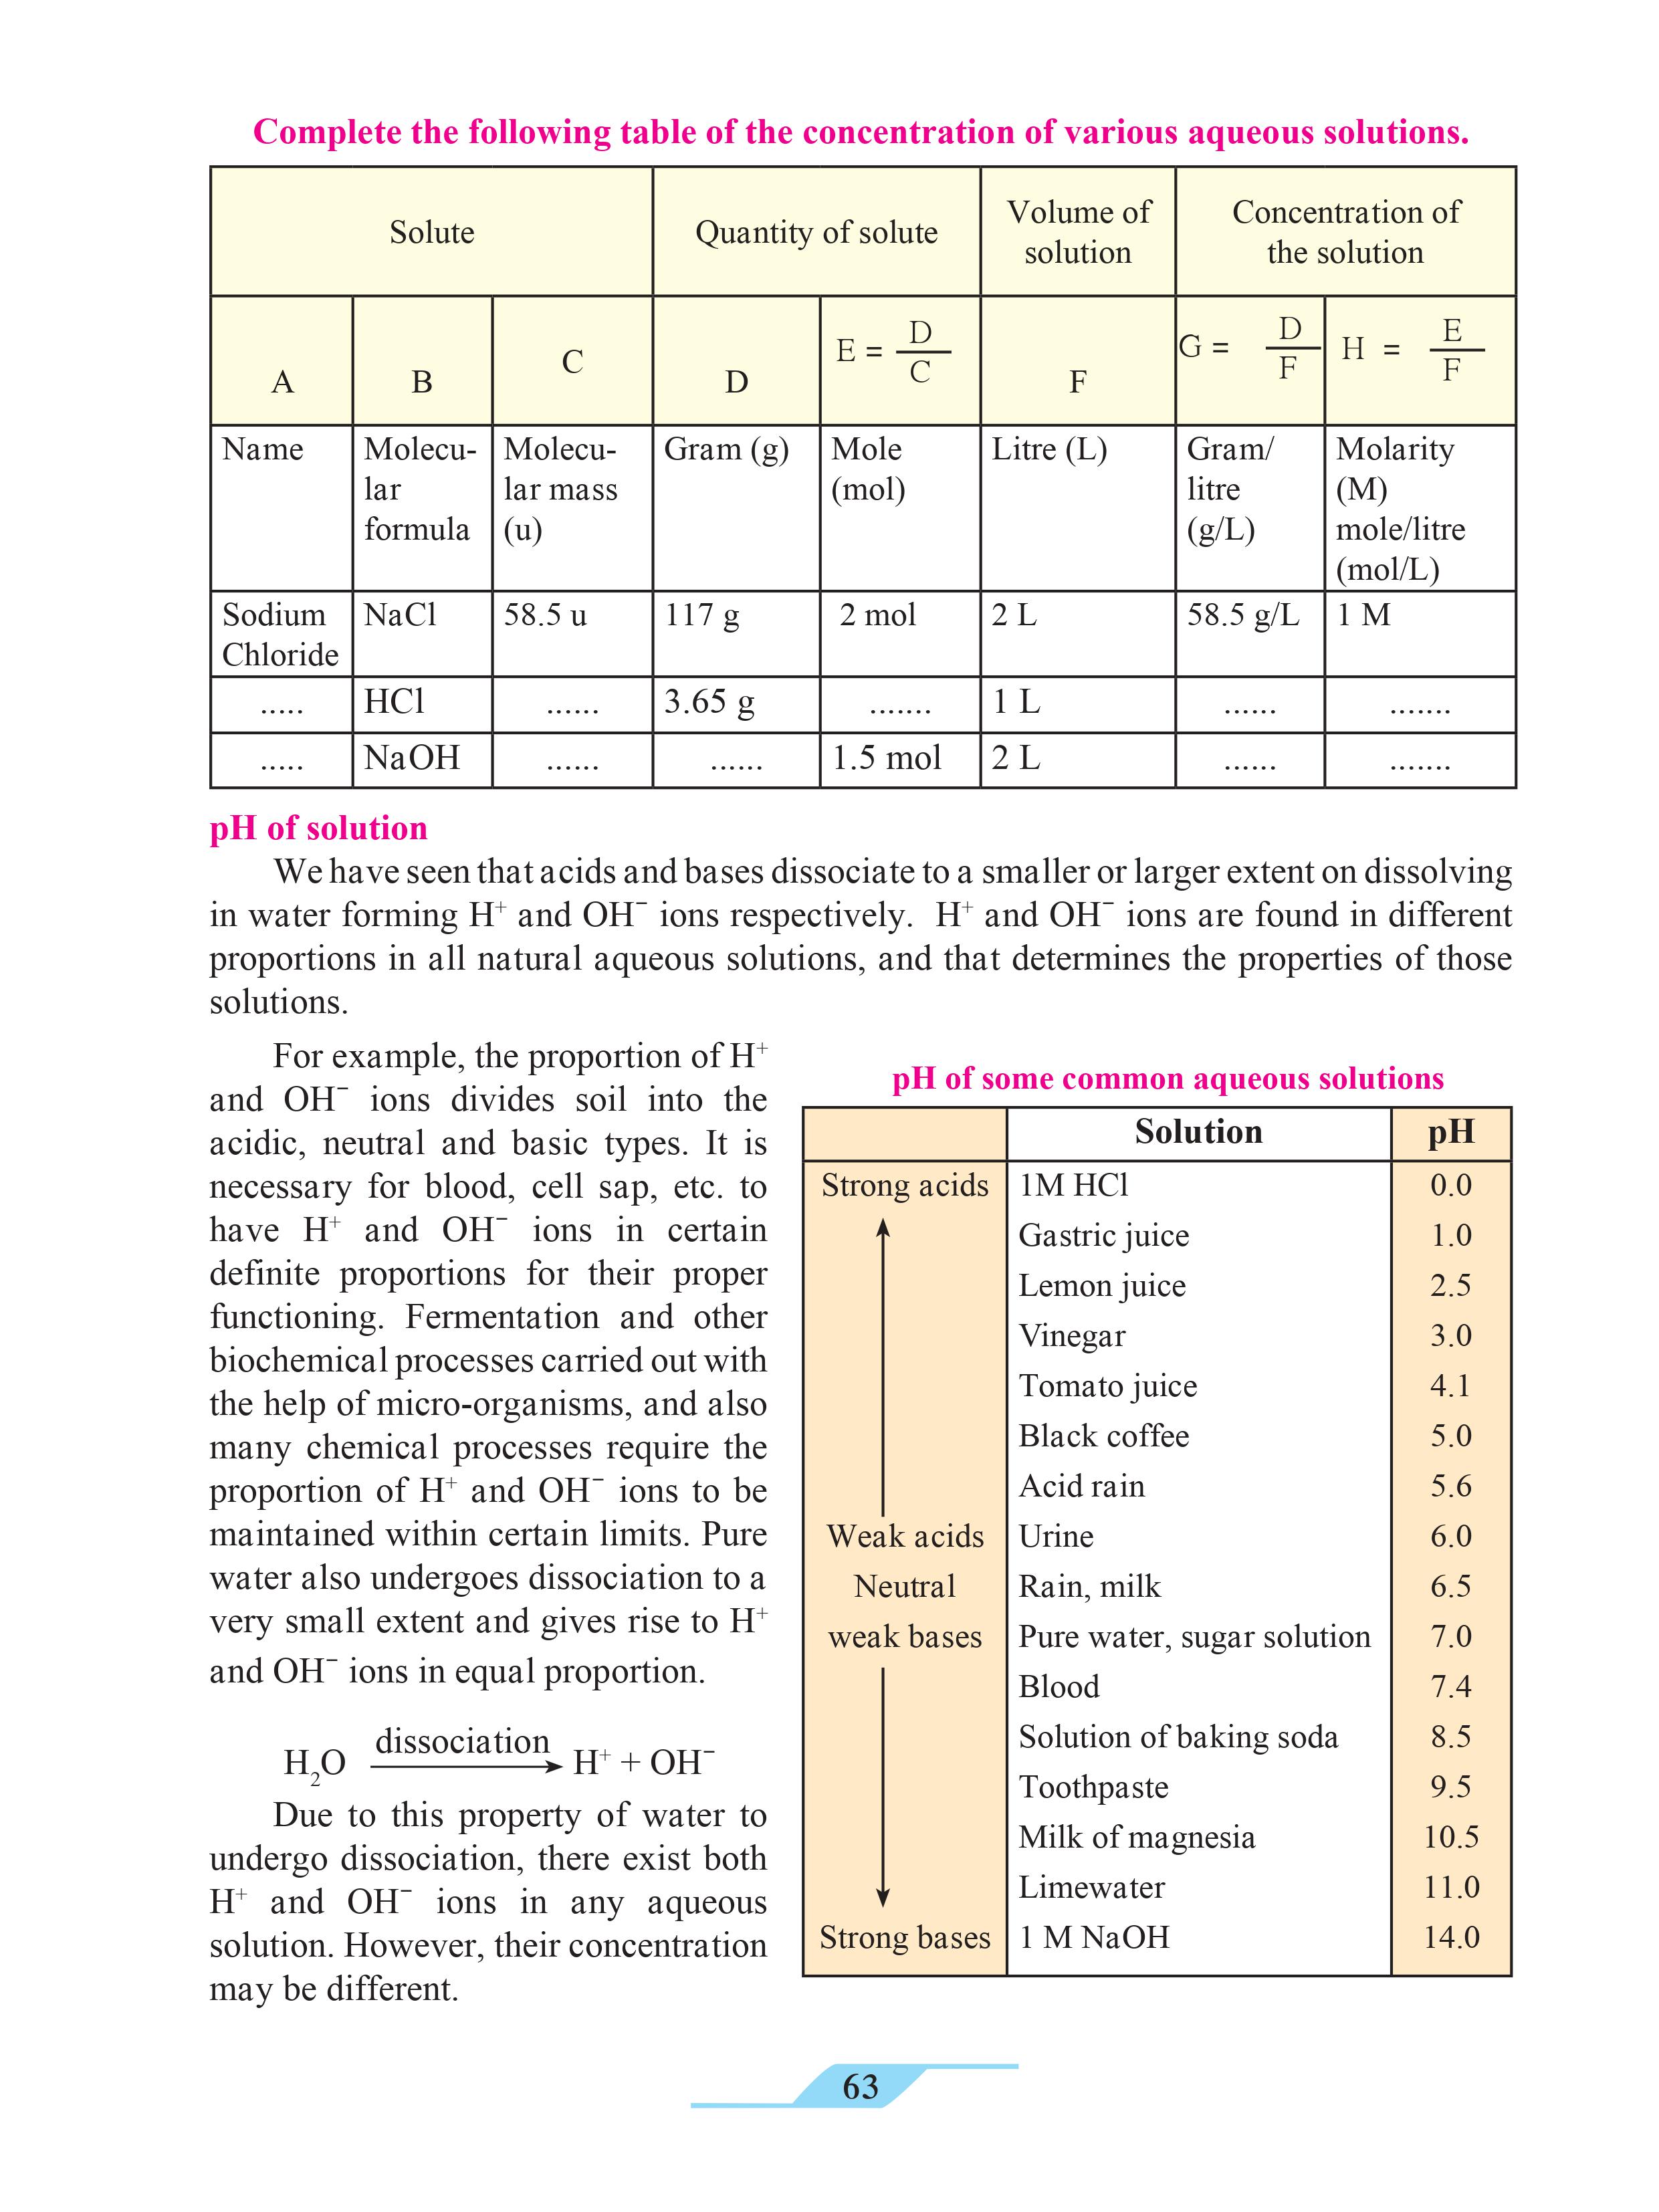 Complete the following table of the concentration of various aqueous solutions.
Solute
Quantity of solute
Volume of
solution
Concentration of
the solution
A
B
C
D
E = D/C
F
G = D/F
H = E/F
Name
Molecu-
lar
formula
Molecu-
lar mass
(u)
Gram (g)
Mole
(mol)
Litre (L)
Gram/
litre
(g/L)
Molarity
(M)
mole/litre
(mol/L)
Sodium
Chloride
NaCl
58.5 u
117 g
2 mol
2 L
58.5 g/L
1 M
..... HCl ...... 3.65 g ....... 1 L ...... .......
..... NaOH ...... ...... 1.5 mol 2 L ...... .......
pH of solution
We have seen that acids and bases dissociate to a smaller or larger extent on dissolving
in water forming H⁺ and OH⁻ ions respectively. H⁺ and OH⁻ ions are found in different
proportions in all natural aqueous solutions, and that determines the properties of those
solutions.
For example, the proportion of H⁺
and OH⁻ ions divides soil into the
acidic, neutral and basic types. It is
necessary for blood, cell sap, etc. to
have H⁺ and OH⁻ ions in certain
definite proportions for their proper
functioning. Fermentation and other
biochemical processes carried out with
the help of micro-organisms, and also
many chemical processes require the
proportion of H⁺ and OH⁻ ions to be
maintained within certain limits. Pure
water also undergoes dissociation to a
very small extent and gives rise to H⁺
and OH⁻ ions in equal proportion.
dissociation
H₂O → H⁺ + OH⁻
Due to this property of water to
undergo dissociation, there exist both
H⁺ and OH⁻ ions in any aqueous
solution. However, their concentration
may be different.
pH of some common aqueous solutions
Solution pH
Strong acids 1M HCl 0.0
Gastric juice 1.0
Lemon juice 2.5
Vinegar 3.0
Tomato juice 4.1
Black coffee 5.0
Acid rain 5.6
Weak acids Urine 6.0
Neutral Rain, milk 6.5
weak bases Pure water, sugar solution 7.0
Blood 7.4
Solution of baking soda 8.5
Toothpaste 9.5
Milk of magnesia 10.5
Limewater 11.0
Strong bases 1 M NaOH 14.0
63